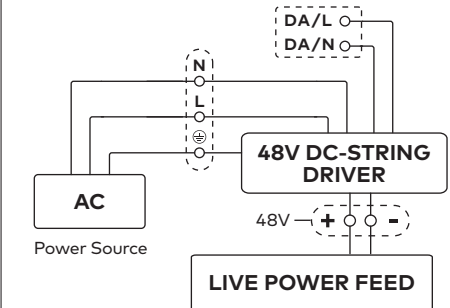 DA/L
DA/N
N
L
48V DC-STRING
DRIVER
AC
48V
+
-
Power Source
LIVE POWER FEED